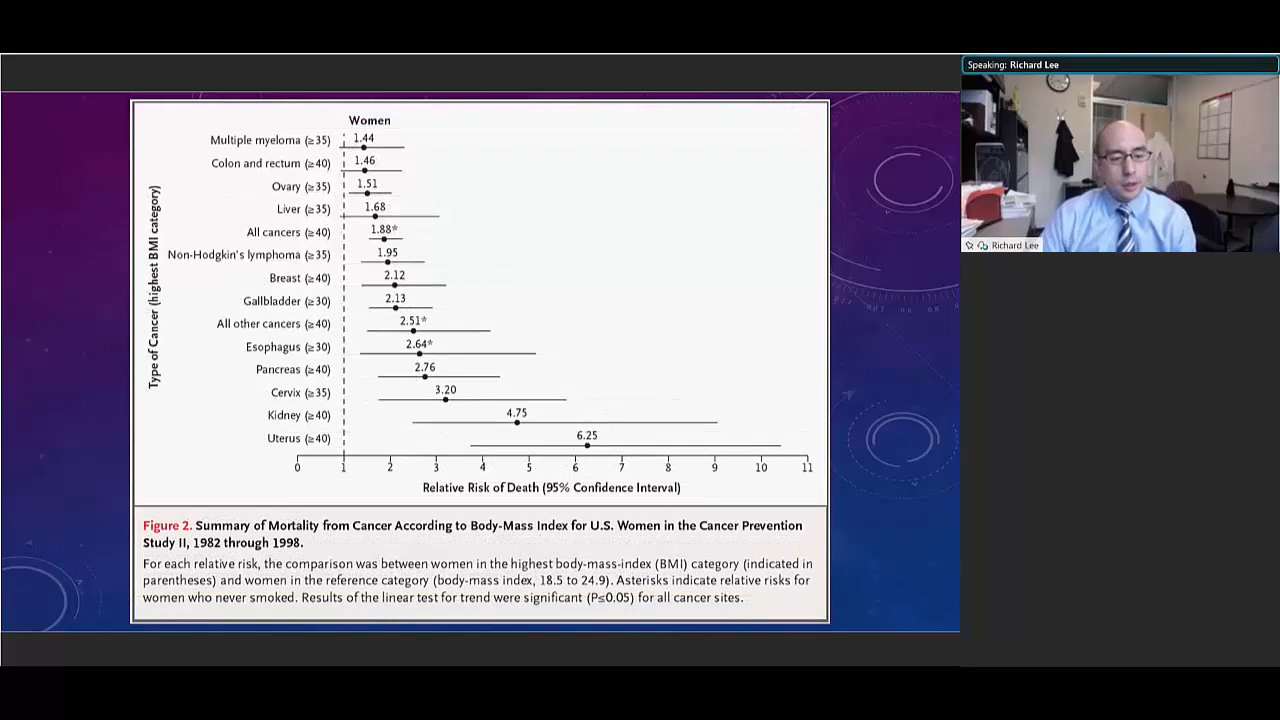 Speaking: Richard Lee
Richard Lee
Women
Type of Cancer (highest BMI category)
Multiple myeloma (≥35) 1.44
Colon and rectum (≥40) 1.46
Ovary (≥35) 1.51
Liver (≥35) 1.68
All cancers (≥40) 1.88*
Non-Hodgkin's lymphoma (≥35) 1.95
Breast (≥40) 2.12
Gallbladder (≥30) 2.13
All other cancers (≥40) 2.51*
Esophagus (≥30) 2.64*
Pancreas (≥40) 2.76
Cervix (≥35) 3.20
Kidney (≥40) 4.75
Uterus (≥40) 6.25
0 1 2 3 4 5 6 7 8 9 10 11
Relative Risk of Death (95% Confidence Interval)
Figure 2. Summary of Mortality from Cancer According to Body-Mass Index for U.S. Women in the Cancer Prevention
Study II, 1982 through 1998.
For each relative risk, the comparison was between women in the highest body-mass-index (BMI) category (indicated in
parentheses) and women in the reference category (body-mass index, 18.5 to 24.9). Asterisks indicate relative risks for
women who never smoked. Results of the linear test for trend were significant (P≤0.05) for all cancer sites.